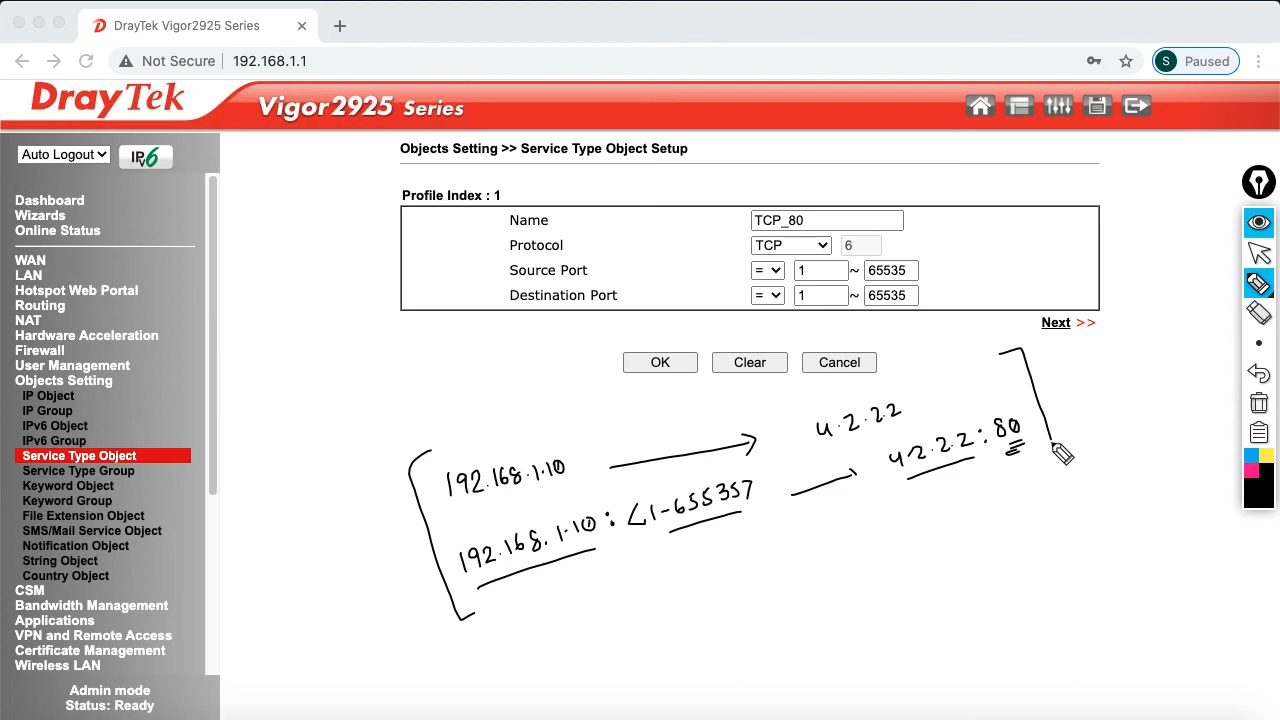 DrayTek Vigor2925 Series
Not Secure 192.168.1.1
S Paused
DrayTek Vigor2925 Series
Auto Logout IPv6
Dashboard
Wizards
Online Status
WAN
LAN
Hotspot Web Portal
Routing
NAT
Hardware Acceleration
Firewall
User Management
Objects Setting
IP Object
IP Group
IPv6 Object
IPv6 Group
Service Type Object
Service Type Group
Keyword Object
Keyword Group
File Extension Object
SMS/Mail Service Object
Notification Object
String Object
Country Object
CSM
Bandwidth Management
Applications
VPN and Remote Access
Certificate Management
Wireless LAN
Admin mode
Status: Ready
Objects Setting >> Service Type Object Setup
Profile Index : 1
Name TCP_80
Protocol TCP 6
Source Port = 1 ~ 65535
Destination Port = 1 ~ 65535
Next >>
OK Clear Cancel
192.168.1.10 4.2.2.2
192.168.1.10 : <1-65535> 4.2.2.2 : 80